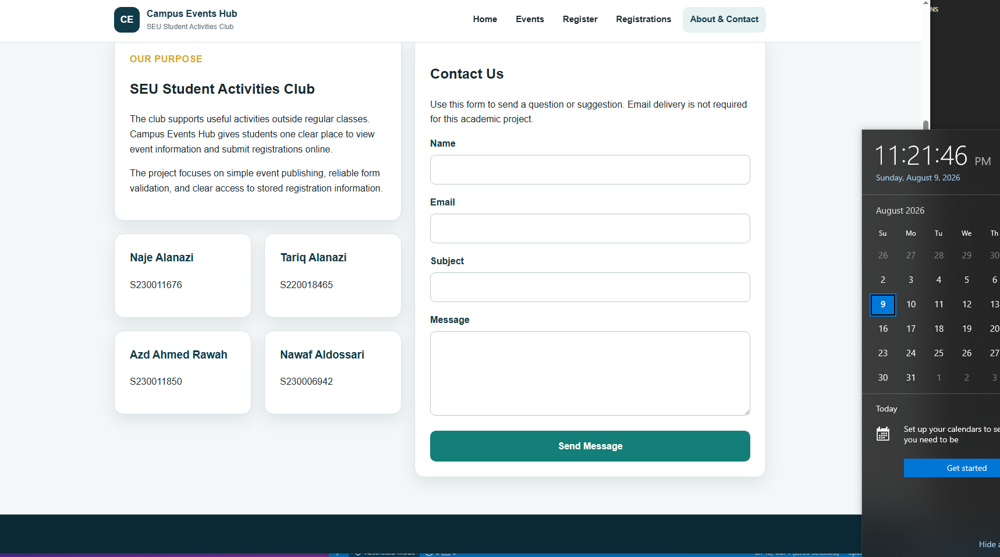 CE
Campus Events Hub
SEU Student Activities Club
Home
Events
Register
Registrations
About & Contact
NS
OUR PURPOSE
SEU Student Activities Club
The club supports useful activities outside regular classes.
Campus Events Hub gives students one clear place to view
event information and submit registrations online.
The project focuses on simple event publishing, reliable form
validation, and clear access to stored registration information.
Naje Alanazi
S230011676
Tariq Alanazi
S220018465
Azd Ahmed Rawah
S230011850
Nawaf Aldossari
S230006942
Contact Us
Use this form to send a question or suggestion. Email delivery is not required
for this academic project.
Name
Email
Subject
Message
Send Message
11:21:46 PM
Sunday, August 9, 2026
August 2026
Su Mo Tu We Th
26 27 28 29 30
2 3 4 5 6
9 10 11 12 13
16 17 18 19 20
23 24 25 26 27
30 31 1 2 3
Today
Set up your calendars to se
you need to be
Get started
Hide a
Restricted Mode